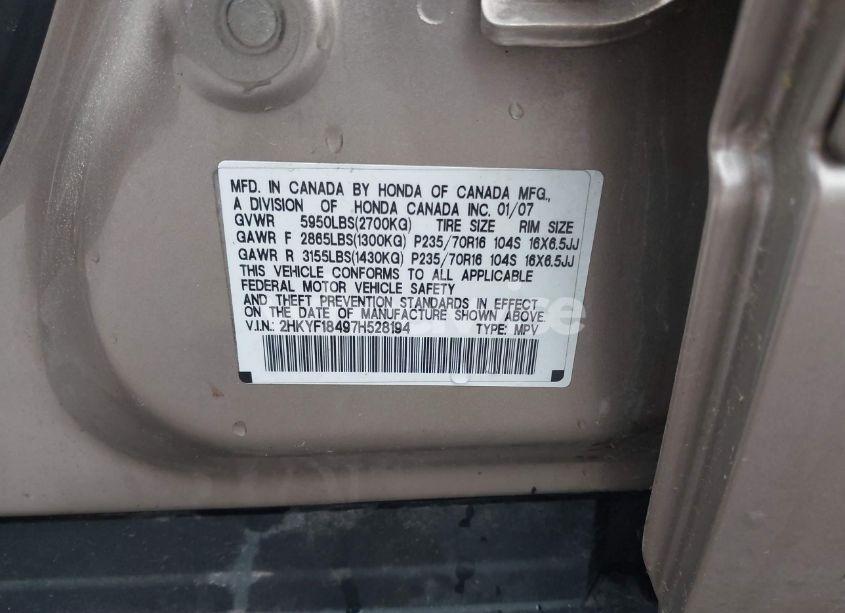 MFD. IN CANADA BY HONDA OF CANADA MFG.,
A DIVISION OF HONDA CANADA INC. 01/07
GVWR 5950LBS(2700KG) TIRE SIZE RIM SIZE
GAWR F 2865LBS(1300KG) P235/70R16 104S 16X6.5JJ
GAWR R 3155LBS(1430KG) P235/70R16 104S 16X6.5JJ
THIS VEHICLE CONFORMS TO ALL APPLICABLE
FEDERAL MOTOR VEHICLE SAFETY
AND THEFT PREVENTION STANDARDS IN EFFECT
ON THE DATE OF MANUFACTURE SHOWN ABOVE.
V.I.N.: 2HKYF18497H528194 TYPE: MPV